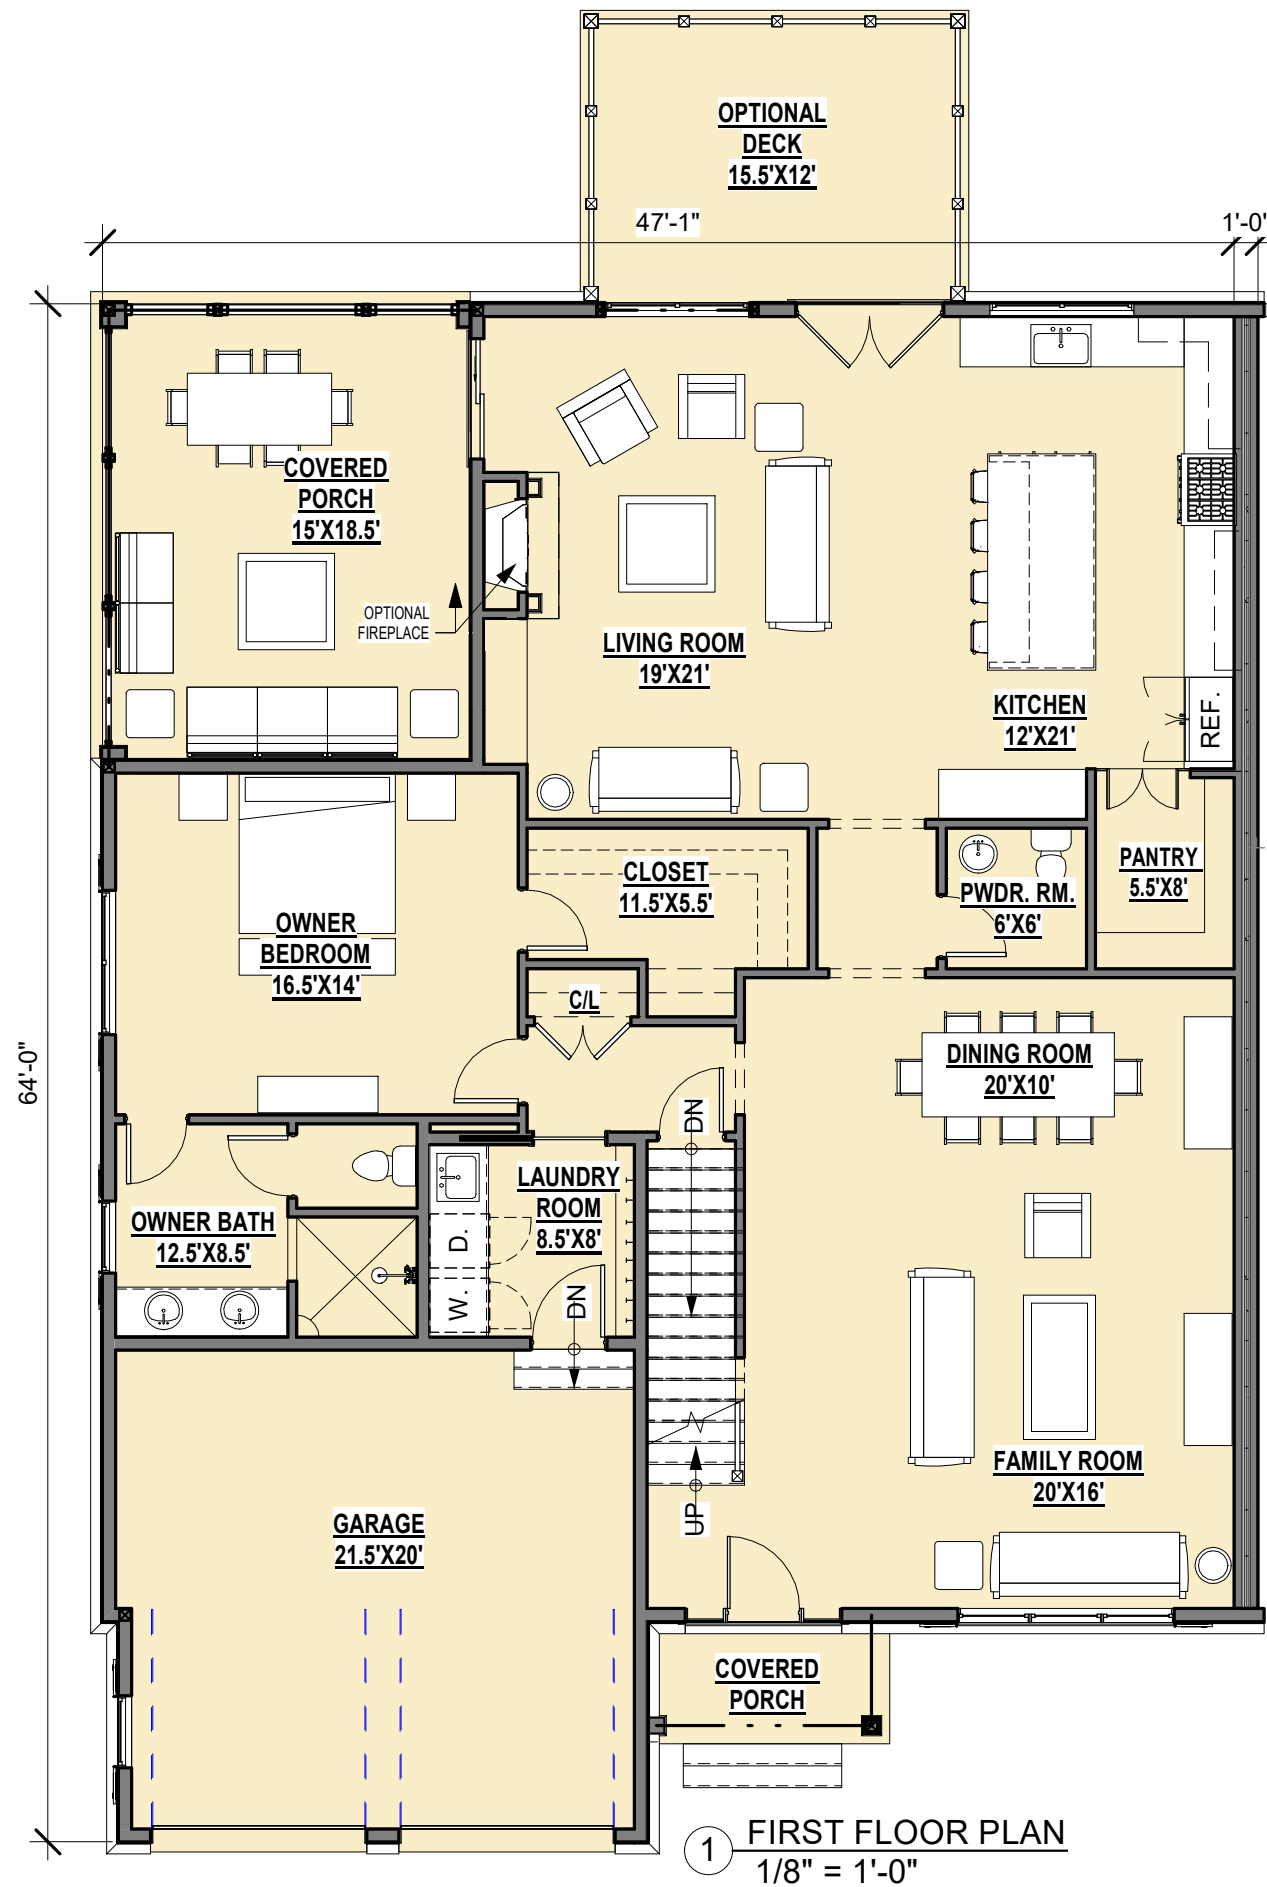 OPTIONAL
DECK
15.5'X12'
47'-1"
1'-0"
COVERED
PORCH
15'X18.5'
OPTIONAL
FIREPLACE
LIVING ROOM
19'X21'
KITCHEN
12'X21'
REF.
CLOSET
11.5'X5.5'
PWDR. RM.
6'X6'
PANTRY
5.5'X8'
OWNER
BEDROOM
16.5'X14'
C/L
64'-0"
DINING ROOM
20'X10'
DN
LAUNDRY
ROOM
8.5'X8'
OWNER BATH
12.5'X8.5'
D.
W.
DN
FAMILY ROOM
20'X16'
UP
GARAGE
21.5'X20'
COVERED
PORCH
1 FIRST FLOOR PLAN
1/8" = 1'-0"